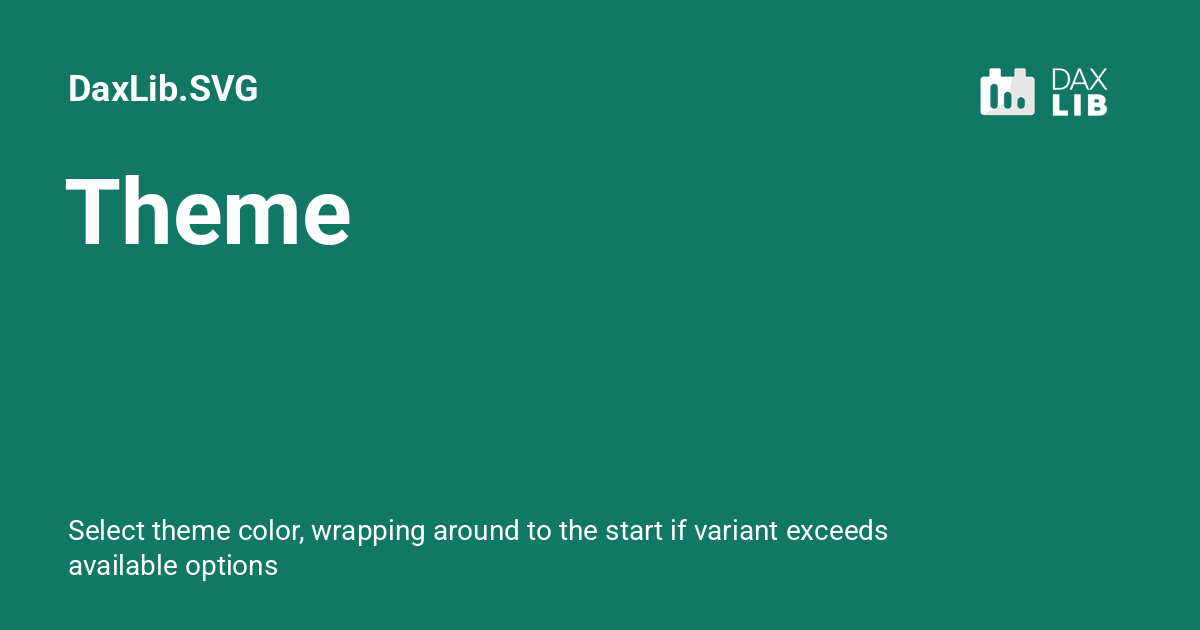 DaxLib.SVG
DAX
LIB
Theme
Select theme color, wrapping around to the start if variant exceeds
available options